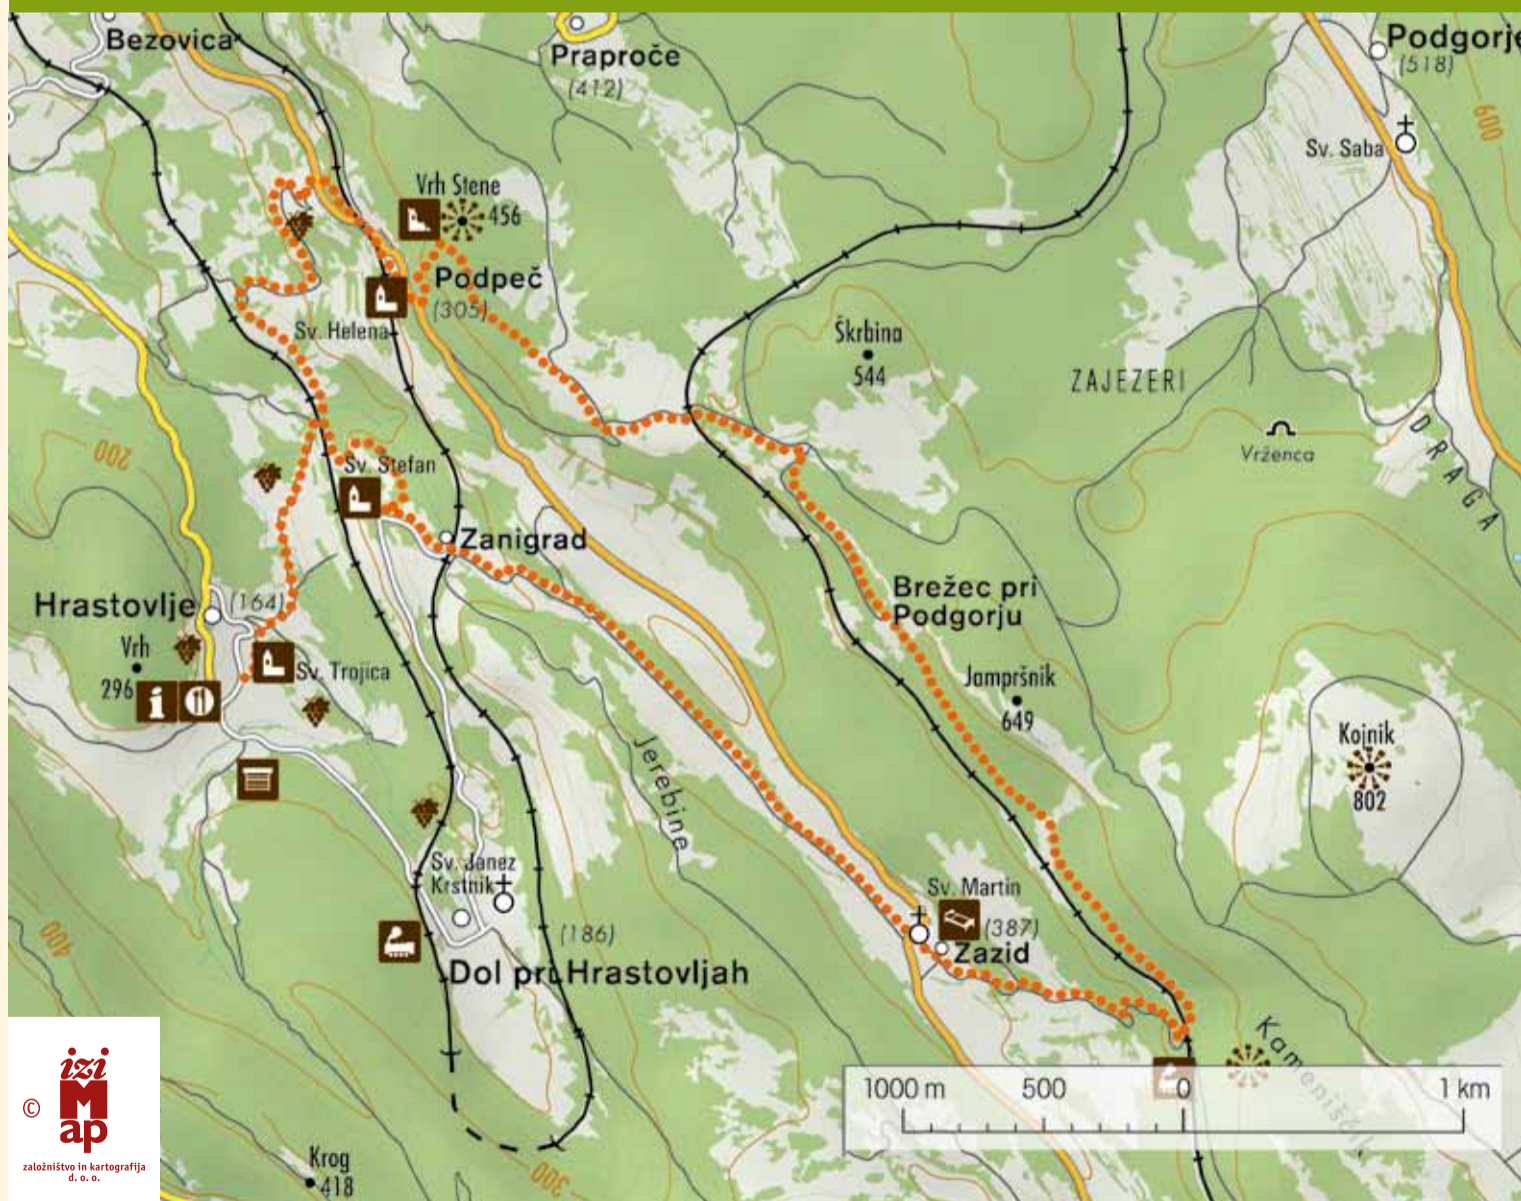 Bezovica
Praproče
(412)
Podgorje
(518)
600
Sv. Saba
Vrh Stene
456
Podpeč
(305)
Sv. Helena
Škrbina
544
ZAJEZERI
Vrženca
DRAGA
200
Sv. Štefan
Zanigrad
Hrastovlje
(164)
Vrh
296
i
Sv. Trojica
Brežec pri
Podgorju
Jampršnik
649
Kojnik
802
Jerebine
Sv. Janez
Krstnik
(186)
Sv. Martin
(387)
Zazid
400
Dol pri Hrastovljah
Kameniščak
1000 m 500 0 1 km
izi
M
ap
©
založništvo in kartografija
d. o. o.
300
Krog
418